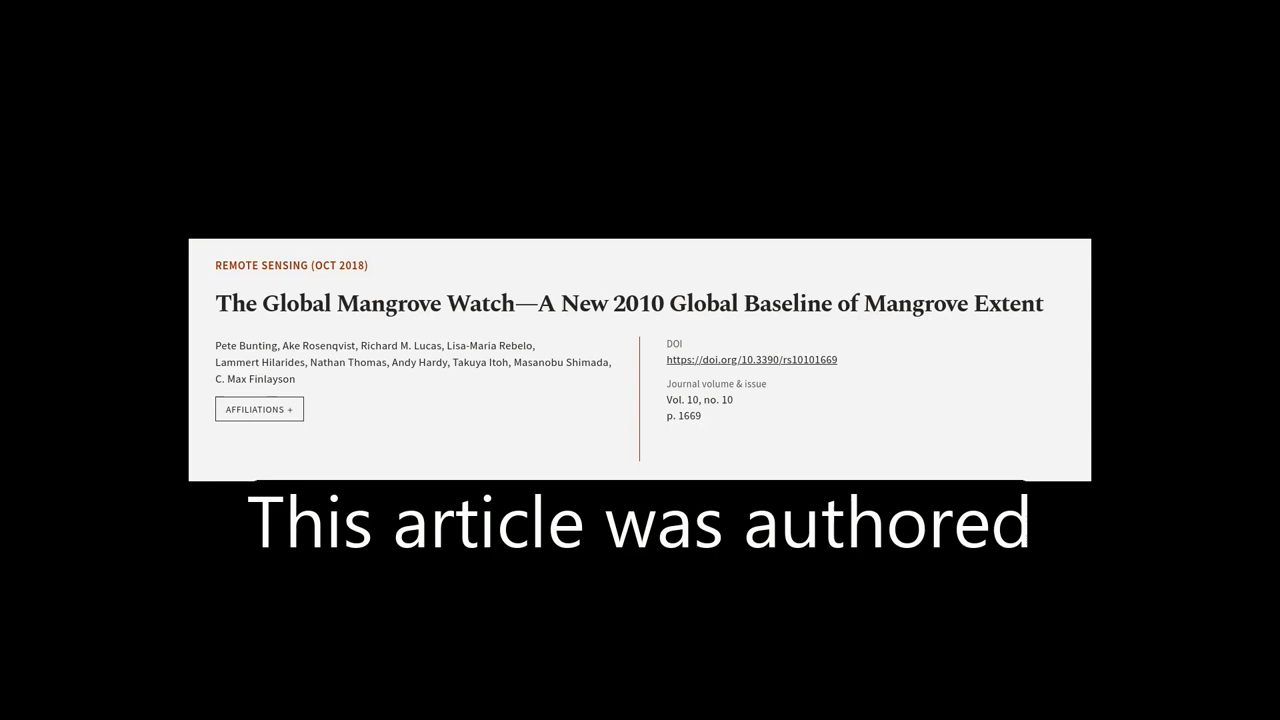 REMOTE SENSING (OCT 2018)
The Global Mangrove Watch—A New 2010 Global Baseline of Mangrove Extent
Pete Bunting, Ake Rosenqvist, Richard M. Lucas, Lisa-Maria Rebelo,
Lammert Hilarides, Nathan Thomas, Andy Hardy, Takuya Itoh, Masanobu Shimada,
C. Max Finlayson
AFFILIATIONS +
DOI
https://doi.org/10.3390/rs10101669
Journal volume & issue
Vol. 10, no. 10
p. 1669
This article was authored